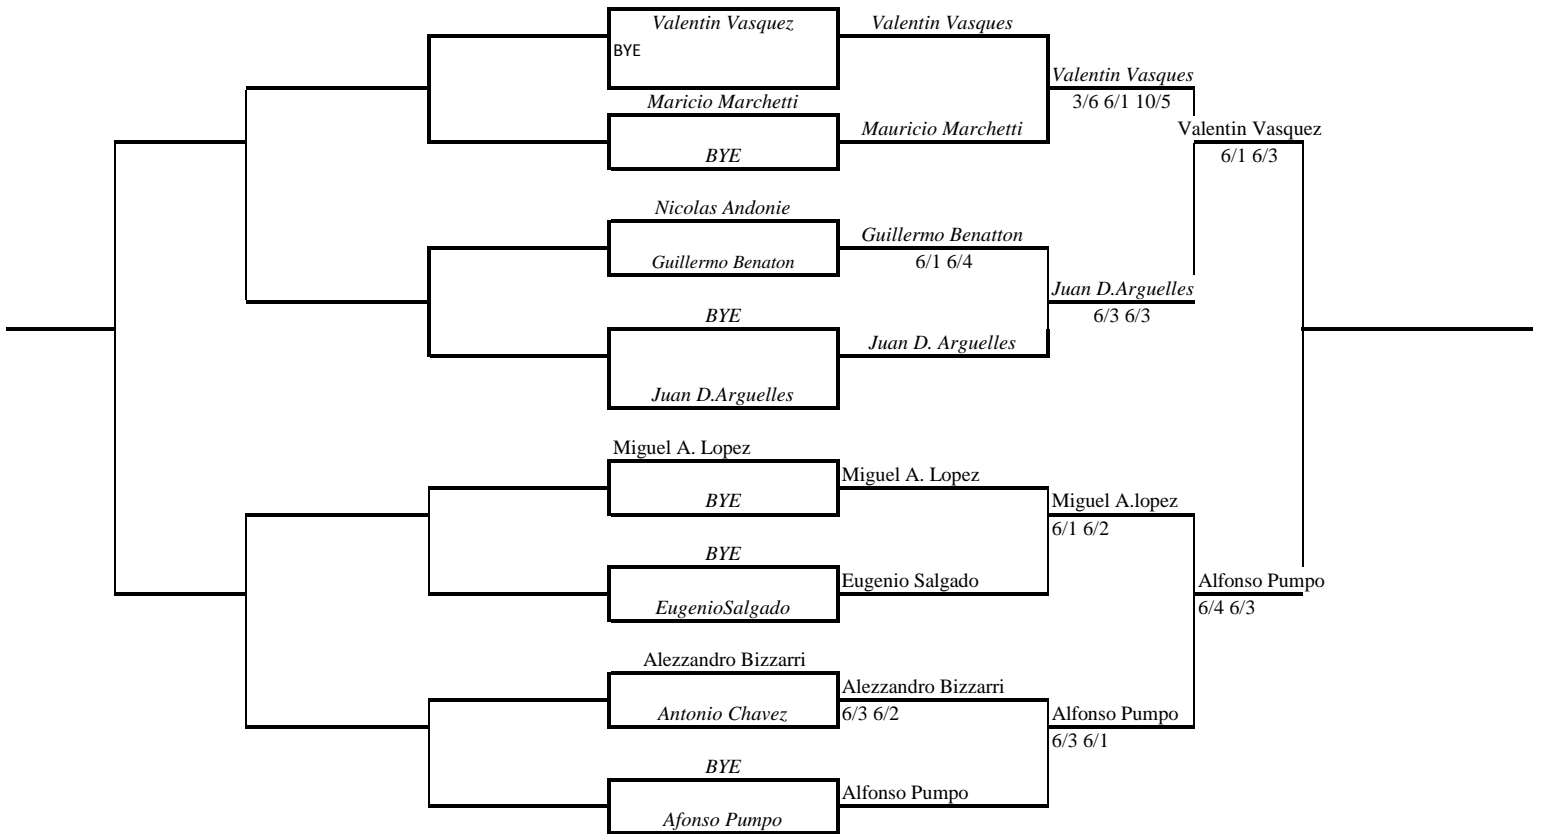 Valentin Vasquez
Valentin Vasques
BYE
Valentin Vasques
Maricio Marchetti
3/6 6/1 10/5
Mauricio Marchetti
Valentin Vasquez
BYE
6/1 6/3
Nicolas Andonie
Guillermo Benatton
Guillermo Benaton
6/1 6/4
Juan D.Arguelles
BYE
6/3 6/3
Juan D. Arguelles
Juan D.Arguelles
Miguel A. Lopez
Miguel A. Lopez
BYE
Miguel A.lopez
6/1 6/2
BYE
Eugenio Salgado
Alfonso Pumpo
EugenioSalgado
6/4 6/3
Alezzandro Bizzarri
Alezzandro Bizzarri
Antonio Chavez
6/3 6/2
Alfonso Pumpo
6/3 6/1
BYE
Alfonso Pumpo
Afonso Pumpo